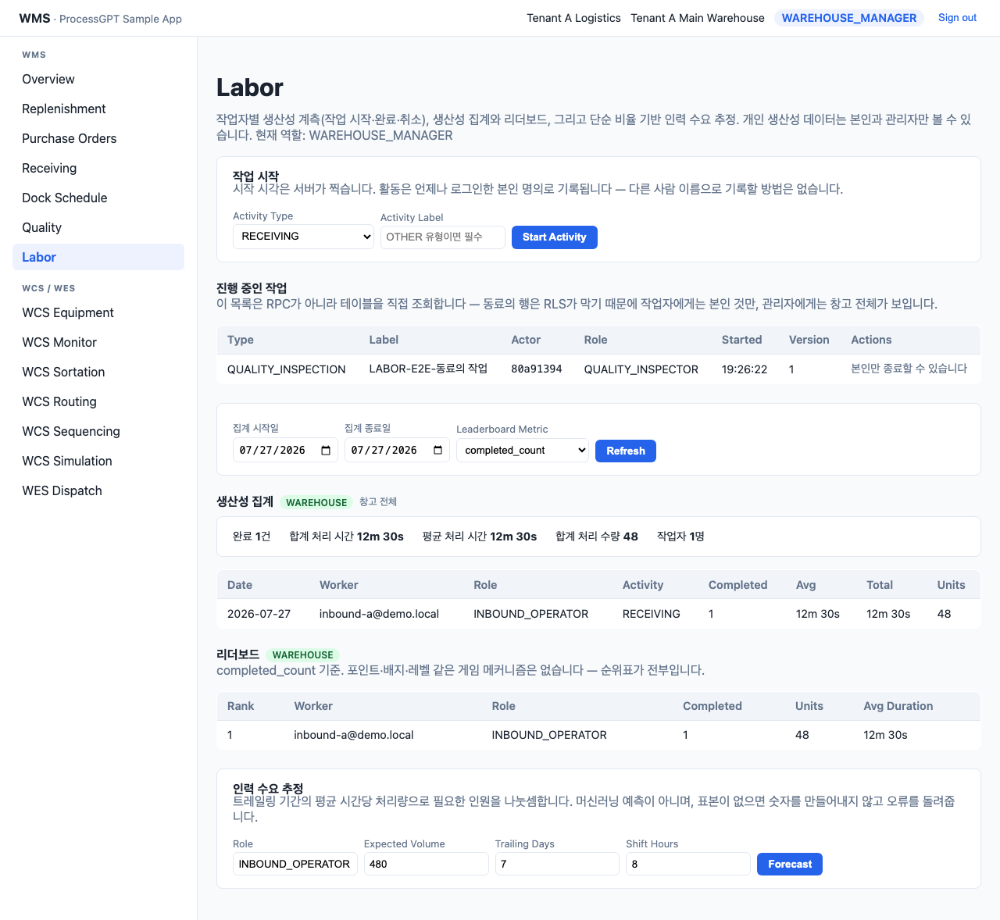 WMS · ProcessGPT Sample App
Tenant A Logistics Tenant A Main Warehouse WAREHOUSE_MANAGER Sign out
WMS
Overview
Replenishment
Purchase Orders
Receiving
Dock Schedule
Quality
Labor
WCS / WES
WCS Equipment
WCS Monitor
WCS Sortation
WCS Routing
WCS Sequencing
WCS Simulation
WES Dispatch
Labor
작업자별 생산성 계측(작업 시작·완료·취소), 생산성 집계와 리더보드, 그리고 단순 비율 기반 인력 수요 추정. 개인 생산성 데이터는 본인과 관리자만 볼 수 있
습니다. 현재 역할: WAREHOUSE_MANAGER
작업 시작
시작 시각은 서버가 찍습니다. 활동은 언제나 로그인한 본인 명의로 기록됩니다 — 다른 사람 이름으로 기록할 방법은 없습니다.
Activity Type Activity Label
RECEIVING OTHER 유형이면 필수 Start Activity
진행 중인 작업
이 목록은 RPC가 아니라 테이블을 직접 조회합니다 — 동료의 행은 RLS가 막기 때문에 작업자에게는 본인 것만, 관리자에게는 창고 전체가 보입니다.
Type Label Actor Role Started Version Actions
QUALITY_INSPECTION LABOR-E2E-동료의 작업 80a91394 QUALITY_INSPECTOR 19:26:22 1 본인만 종료할 수 있습니다
집계 시작일 집계 종료일 Leaderboard Metric
07/27/2026 07/27/2026 completed_count Refresh
생산성 집계 WAREHOUSE 창고 전체
완료 1건 합계 처리 시간 12m 30s 평균 처리 시간 12m 30s 합계 처리 수량 48 작업자 1명
Date Worker Role Activity Completed Avg Total Units
2026-07-27 inbound-a@demo.local INBOUND_OPERATOR RECEIVING 1 12m 30s 12m 30s 48
리더보드 WAREHOUSE
completed_count 기준. 포인트·배지·레벨 같은 게임 메커니즘은 없습니다 — 순위표가 전부입니다.
Rank Worker Role Completed Units Avg Duration
1 inbound-a@demo.local INBOUND_OPERATOR 1 48 12m 30s
인력 수요 추정
트레일링 기간의 평균 시간당 처리량으로 필요한 인원을 나눗셈합니다. 머신러닝 예측이 아니며, 표본이 없으면 숫자를 만들어내지 않고 오류를 돌려줍
니다.
Role Expected Volume Trailing Days Shift Hours
INBOUND_OPERATOR 480 7 8 Forecast